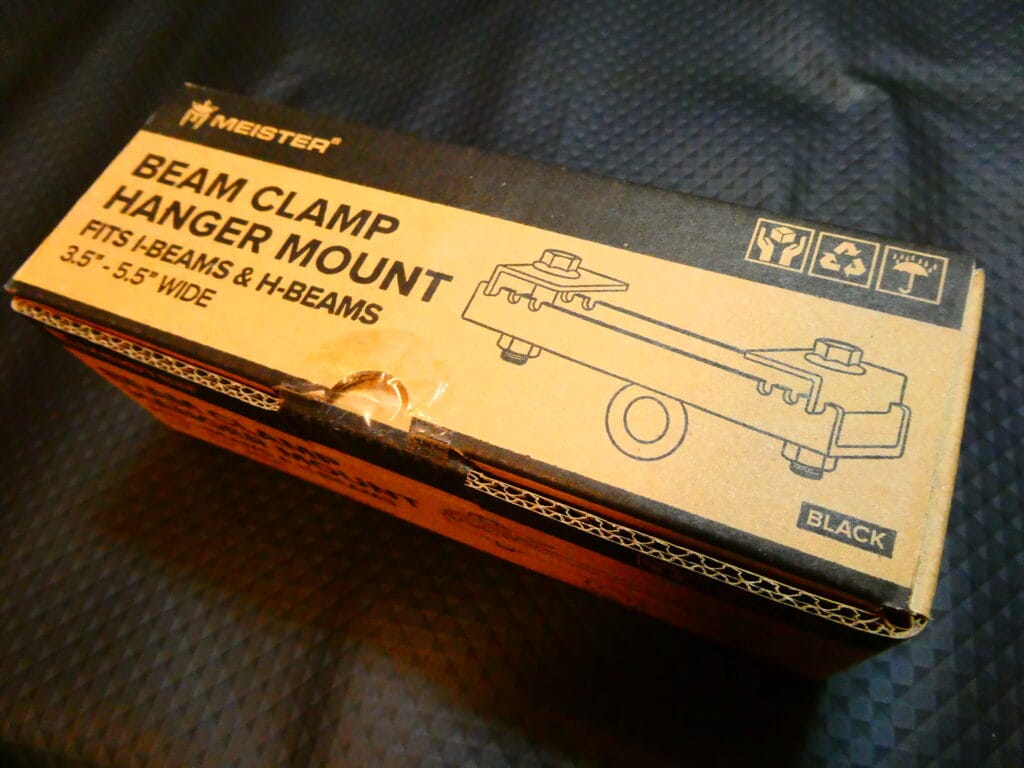 MEISTER®
BEAM CLAMP
HANGER MOUNT
FITS I-BEAMS & H-BEAMS
3.5" - 5.5" WIDE
BLACK